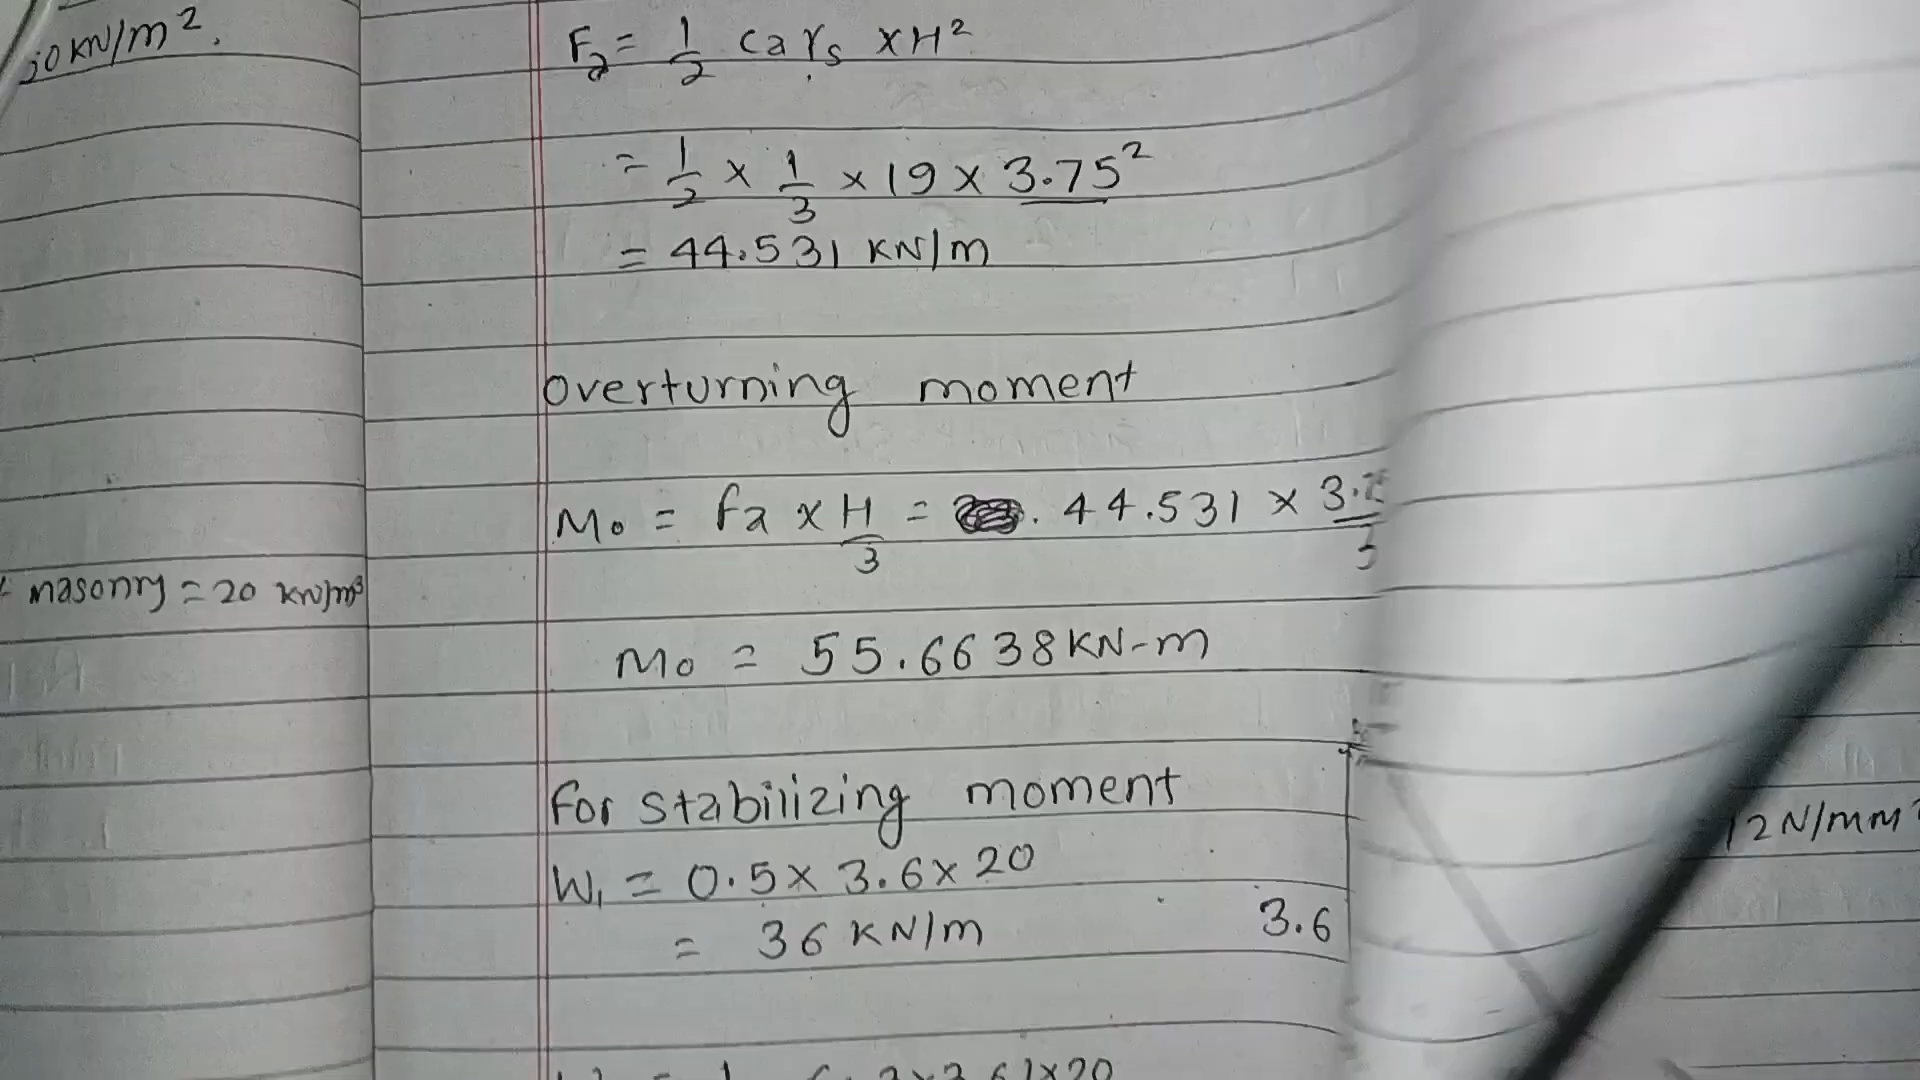 30 KN/m²,
masonry = 20 KN/m³
Fa = 1/2 Ca γs × H²
= 1/2 × 1/3 × 19 × 3.75²
= 44.531 KN/m
overturning moment
Mo = fa × H/3 = 44.531 ×
Mo = 55.6638 KN-m
for stabilizing moment
W₁ = 0.5 × 3.6 × 20
= 36 KN/m
3.6
12 N/mm²